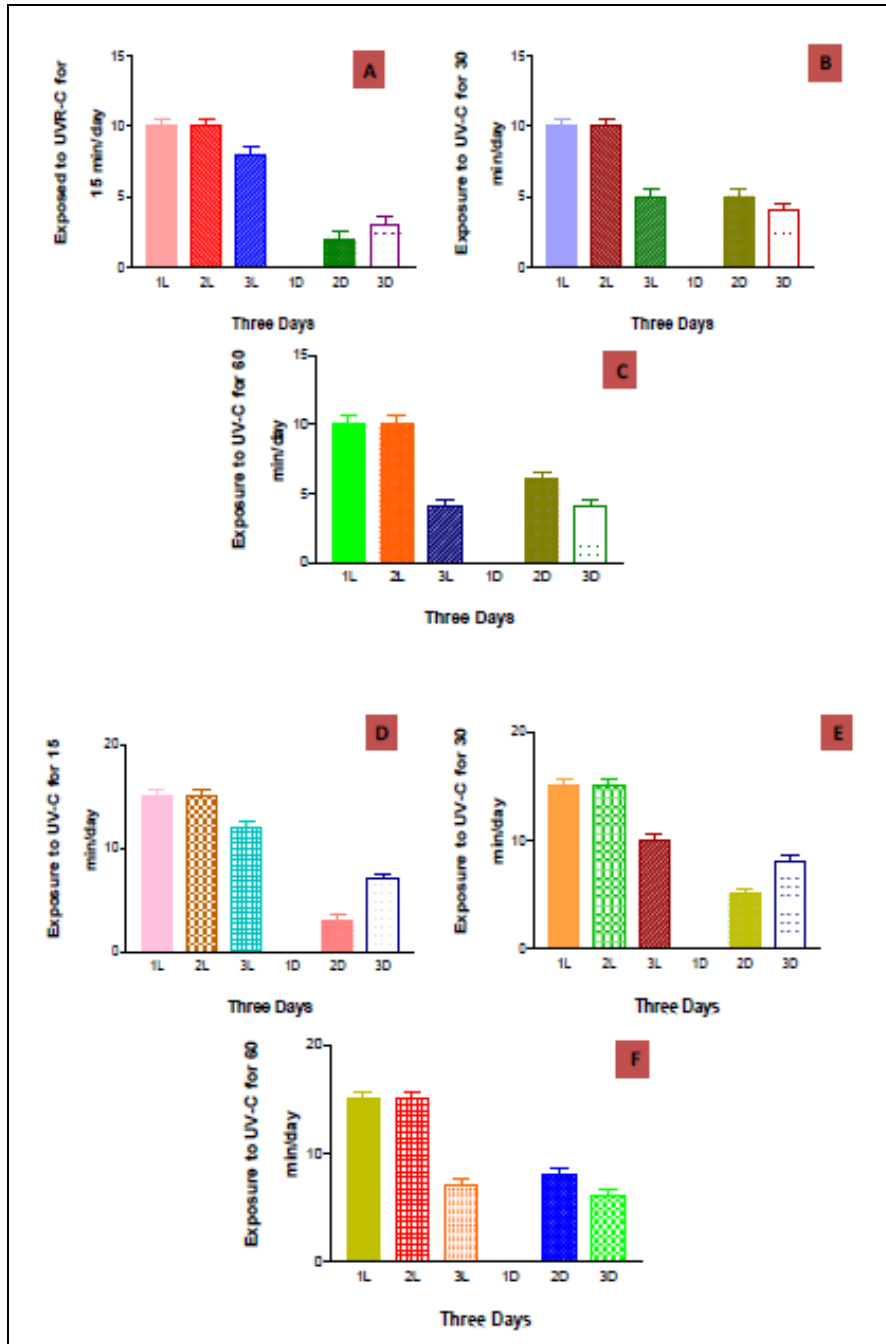 A
Exposed to UVR-C for
15 min/day
15
10
5
0
1L 2L 3L 1D 2D 3D
Three Days
B
Exposure to UV-C for 30
min/day
15
10
5
0
1L 2L 3L 1D 2D 3D
Three Days
C
Exposure to UV-C for 60
min/day
15
10
5
0
1L 2L 3L 1D 2D 3D
Three Days
D
Exposure to UV-C for 15
min/day
20
10
0
1L 2L 3L 1D 2D 3D
Three Days
E
Exposure to UV-C for 30
min/day
20
10
0
1L 2L 3L 1D 2D 3D
Three Days
F
Exposure to UV-C for 60
min/day
20
10
0
1L 2L 3L 1D 2D 3D
Three Days